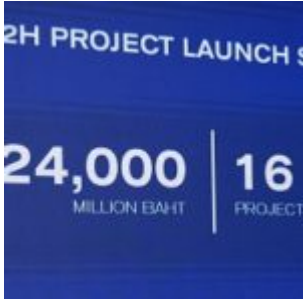 2H PROJECT LAUNCH S
24,000
MILLION BAHT
16
PROJECT